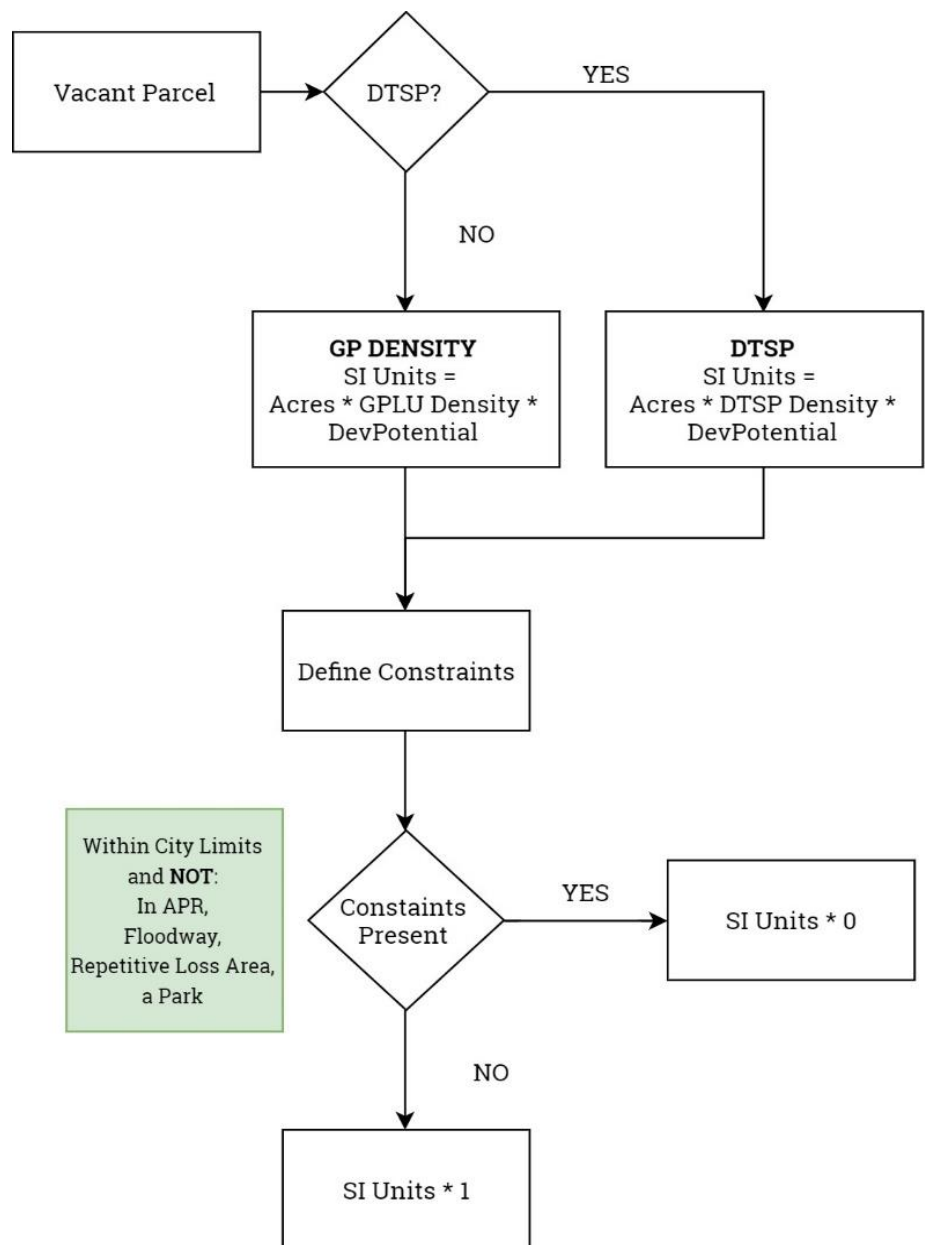 Vacant Parcel
DTSP?
YES
NO
GP DENSITY
SI Units =
Acres * GPLU Density *
DevPotential
DTSP
SI Units =
Acres * DTSP Density *
DevPotential
Define Constraints
Within City Limits
and NOT:
In APR,
Floodway,
Repetitive Loss Area,
a Park
Constaints
Present
YES
SI Units * 0
NO
SI Units * 1